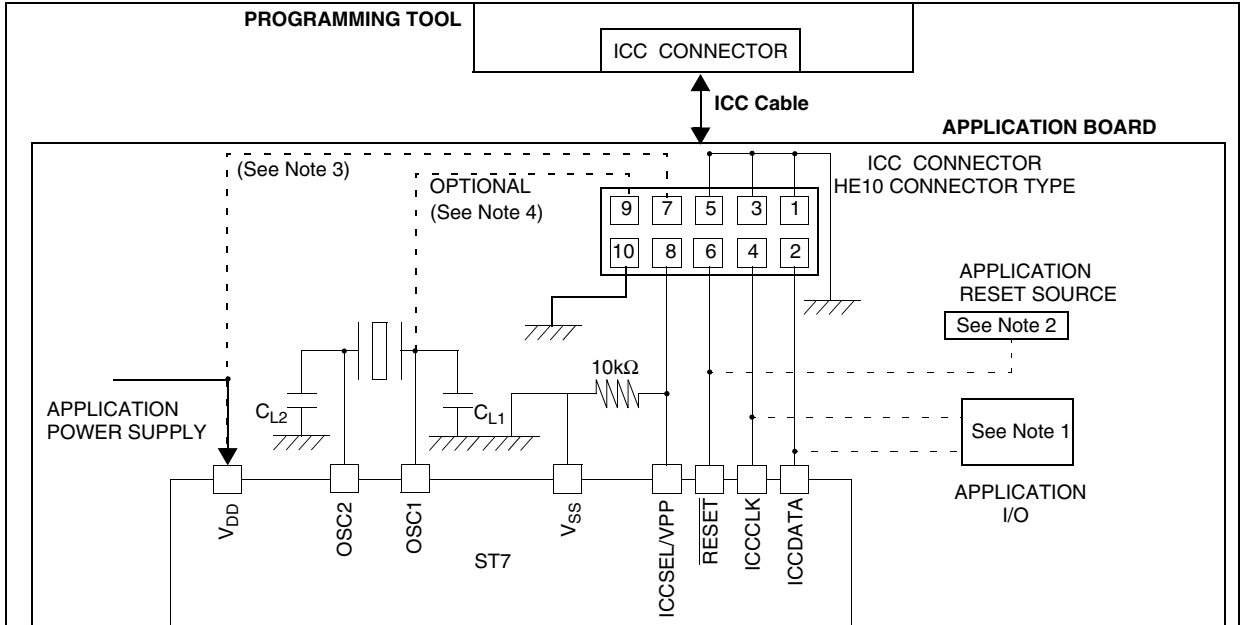 PROGRAMMING TOOL
ICC CONNECTOR
ICC Cable
APPLICATION BOARD
(See Note 3)
OPTIONAL
(See Note 4)
ICC CONNECTOR
HE10 CONNECTOR TYPE
9 7 5 3 1
10 8 6 4 2
APPLICATION
RESET SOURCE
See Note 2
10kΩ
APPLICATION
POWER SUPPLY
CL2
CL1
See Note 1
APPLICATION
I/O
VDD
OSC2
OSC1
VSS
ICCSEL/VPP
RESET
ICCCLK
ICCDATA
ST7